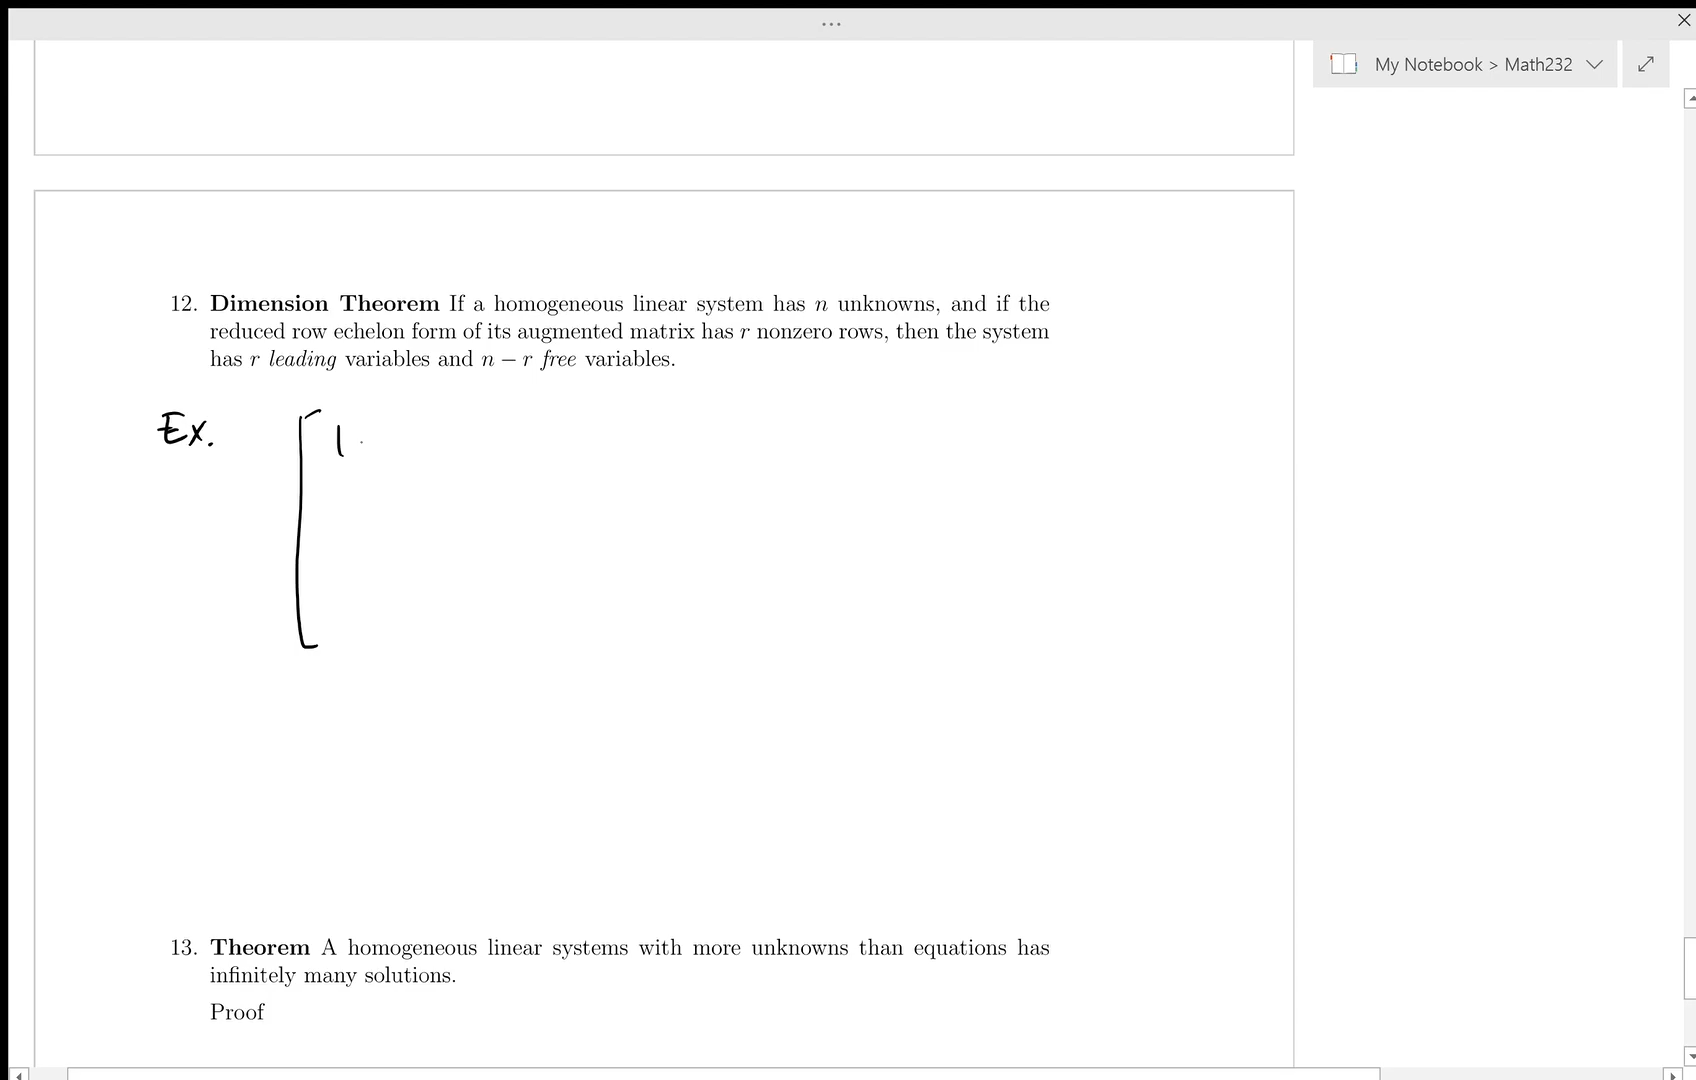 ...
My Notebook > Math232
12. Dimension Theorem If a homogeneous linear system has n unknowns, and if the
reduced row echelon form of its augmented matrix has r nonzero rows, then the system
has r leading variables and n − r free variables.
Ex. [ 1
13. Theorem A homogeneous linear systems with more unknowns than equations has
infinitely many solutions.
Proof